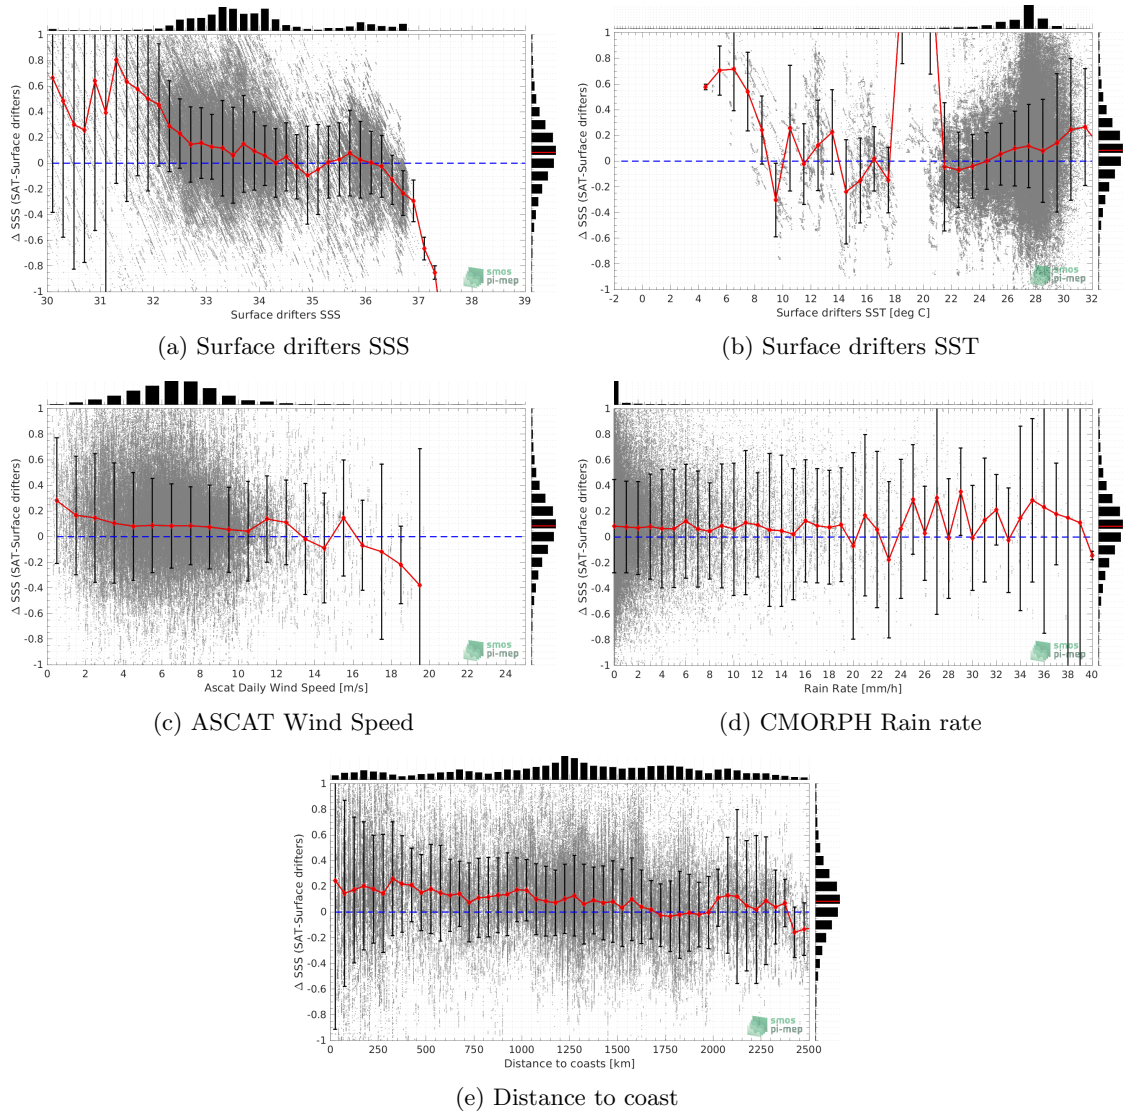 Δ SSS (SAT-Surface drifters)
1
0.8
0.6
0.4
0.2
0
-0.2
-0.4
-0.6
-0.8
-1
30 31 32 33 34 35 36 37 38 39
Surface drifters SSS
smos
pi-mep
(a) Surface drifters SSS
Δ SSS (SAT-Surface drifters)
1
0.8
0.6
0.4
0.2
0
-0.2
-0.4
-0.6
-0.8
-1
-2 0 2 4 6 8 10 12 14 16 18 20 22 24 26 28 30 32
Surface drifters SST [deg C]
smos
pi-mep
(b) Surface drifters SST
Δ SSS (SAT-Surface drifters)
1
0.8
0.6
0.4
0.2
0
-0.2
-0.4
-0.6
-0.8
-1
0 2 4 6 8 10 12 14 16 18 20 22 24
Ascat Daily Wind Speed [m/s]
smos
pi-mep
(c) ASCAT Wind Speed
Δ SSS (SAT-Surface drifters)
1
0.8
0.6
0.4
0.2
0
-0.2
-0.4
-0.6
-0.8
-1
0 2 4 6 8 10 12 14 16 18 20 22 24 26 28 30 32 34 36 38 40
Rain Rate [mm/h]
smos
pi-mep
(d) CMORPH Rain rate
Δ SSS (SAT-Surface drifters)
1
0.8
0.6
0.4
0.2
0
-0.2
-0.4
-0.6
-0.8
-1
0 250 500 750 1000 1250 1500 1750 2000 2250 2500
Distance to coasts [km]
smos
pi-mep
(e) Distance to coast